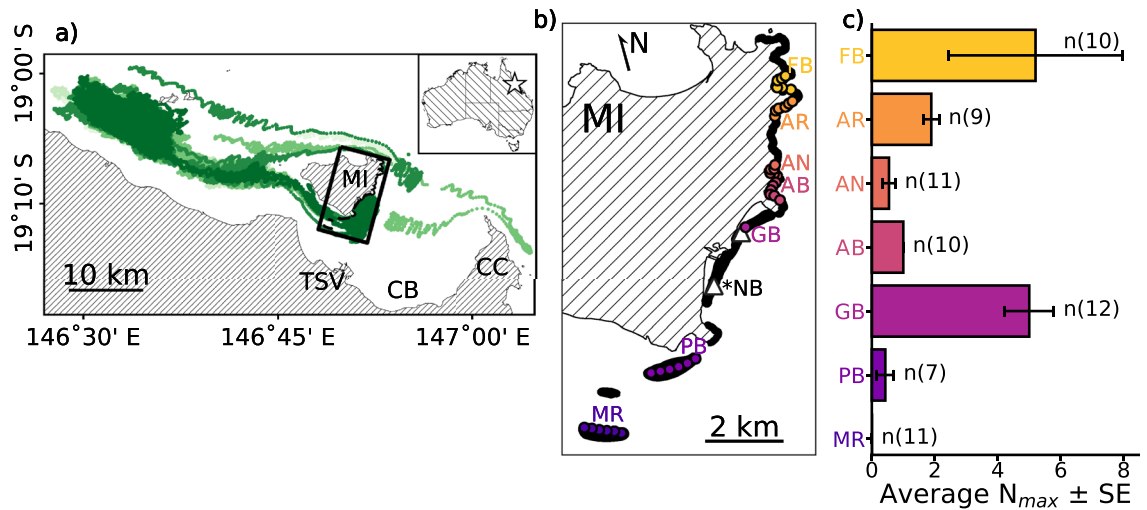 a)
19°00' S
19°10' S
MI
10 km
TSV
CB
CC
146°30' E
146°45' E
147°00' E
b)
N
MI
FB
AR
AN
AB
GB
*NB
PB
MR
2 km
c)
FB
n(10)
AR
n(9)
AN
n(11)
AB
n(10)
GB
n(12)
PB
n(7)
MR
n(11)
0 2 4 6 8
Average Nmax ± SE